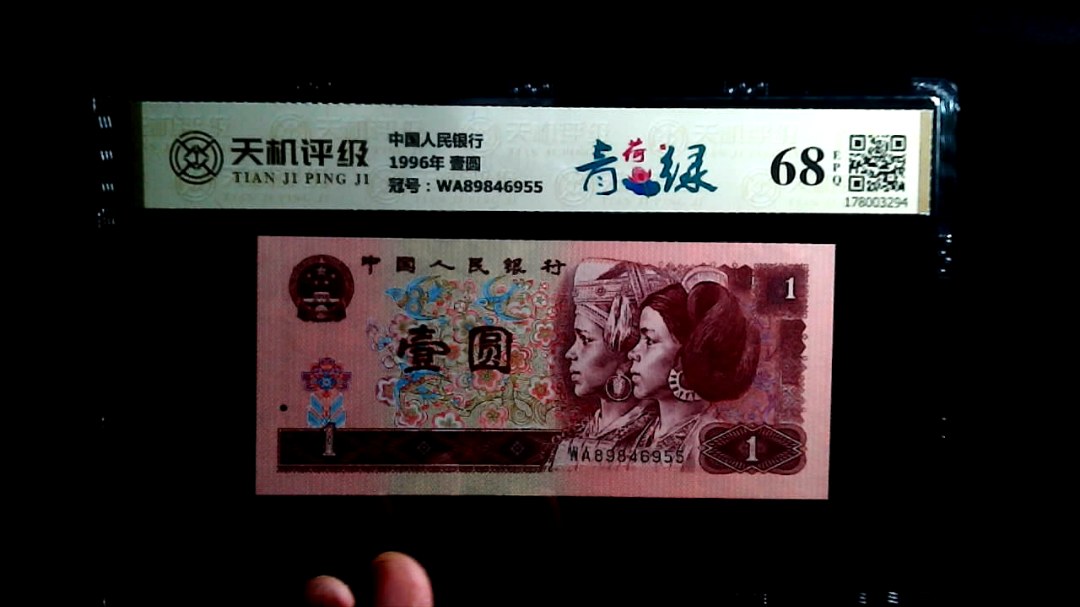 天机评级
TIAN JI PING JI
中国人民银行
1996年 壹圆
冠号：WA89846955
青荷绿
68
EPQ
178003294
中国人民银行
1
壹圆
1
WA89846955
1